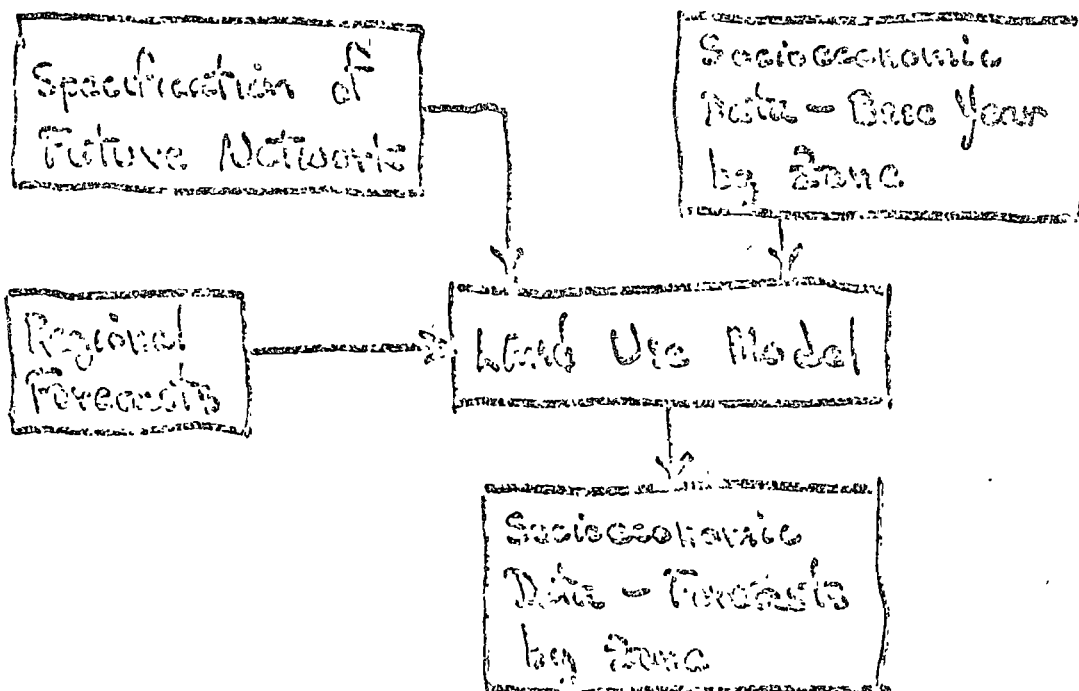 Specification of
Future Network
Socioeconomic
Data - Base Year
by Zone
Regional
Forecasts
Land Use Model
Socioeconomic
Data - Forecasts
by Zone